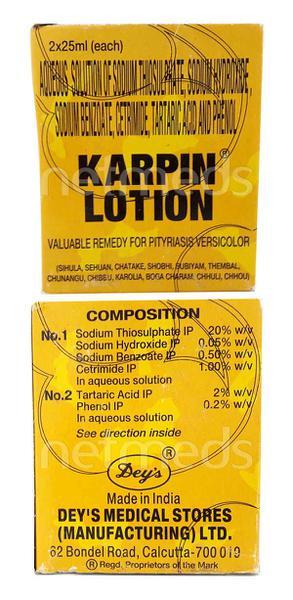 2x25ml (each)
AQUEOUS SOLUTION OF SODIUM THIOSULPHATE, SODIUM HYDROXIDE,
SODIUM BENZOATE, CETRIMIDE, TARTARIC ACID AND PHENOL
KARPIN®
LOTION
netmeds
VALUABLE REMEDY FOR PITYRIASIS VERSICOLOR
(SIHULA, SEHUAN, CHATAKE, SHOBHI, BUBIYAM, THEMBAL,
CHUNANGU, CHIBBU, KAROLIA, BOGA CHARAM, CHHULI, CHHOU)
COMPOSITION
No.1 Sodium Thiosulphate IP 20% w/v
Sodium Hydroxide IP 0.05% w/v
Sodium Benzoate IP 0.50% w/v
Cetrimide IP 1.00% w/v
In aqueous solution
No.2 Tartaric Acid IP 2% w/v
Phenol IP 0.2% w/v
In aqueous solution
See direction inside
netmeds
Dey's®
Made in India
DEY'S MEDICAL STORES
(MANUFACTURING) LTD.
62 Bondel Road, Calcutta-700 019
® Regd. Proprietors of the Mark